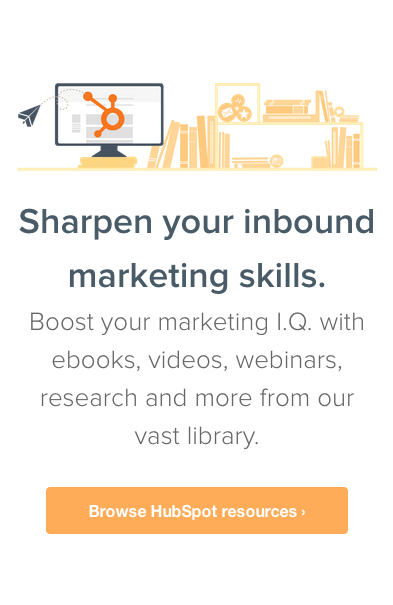 Sharpen your inbound
marketing skills.
Boost your marketing I.Q. with
ebooks, videos, webinars,
research and more from our
vast library.
Browse HubSpot resources ›